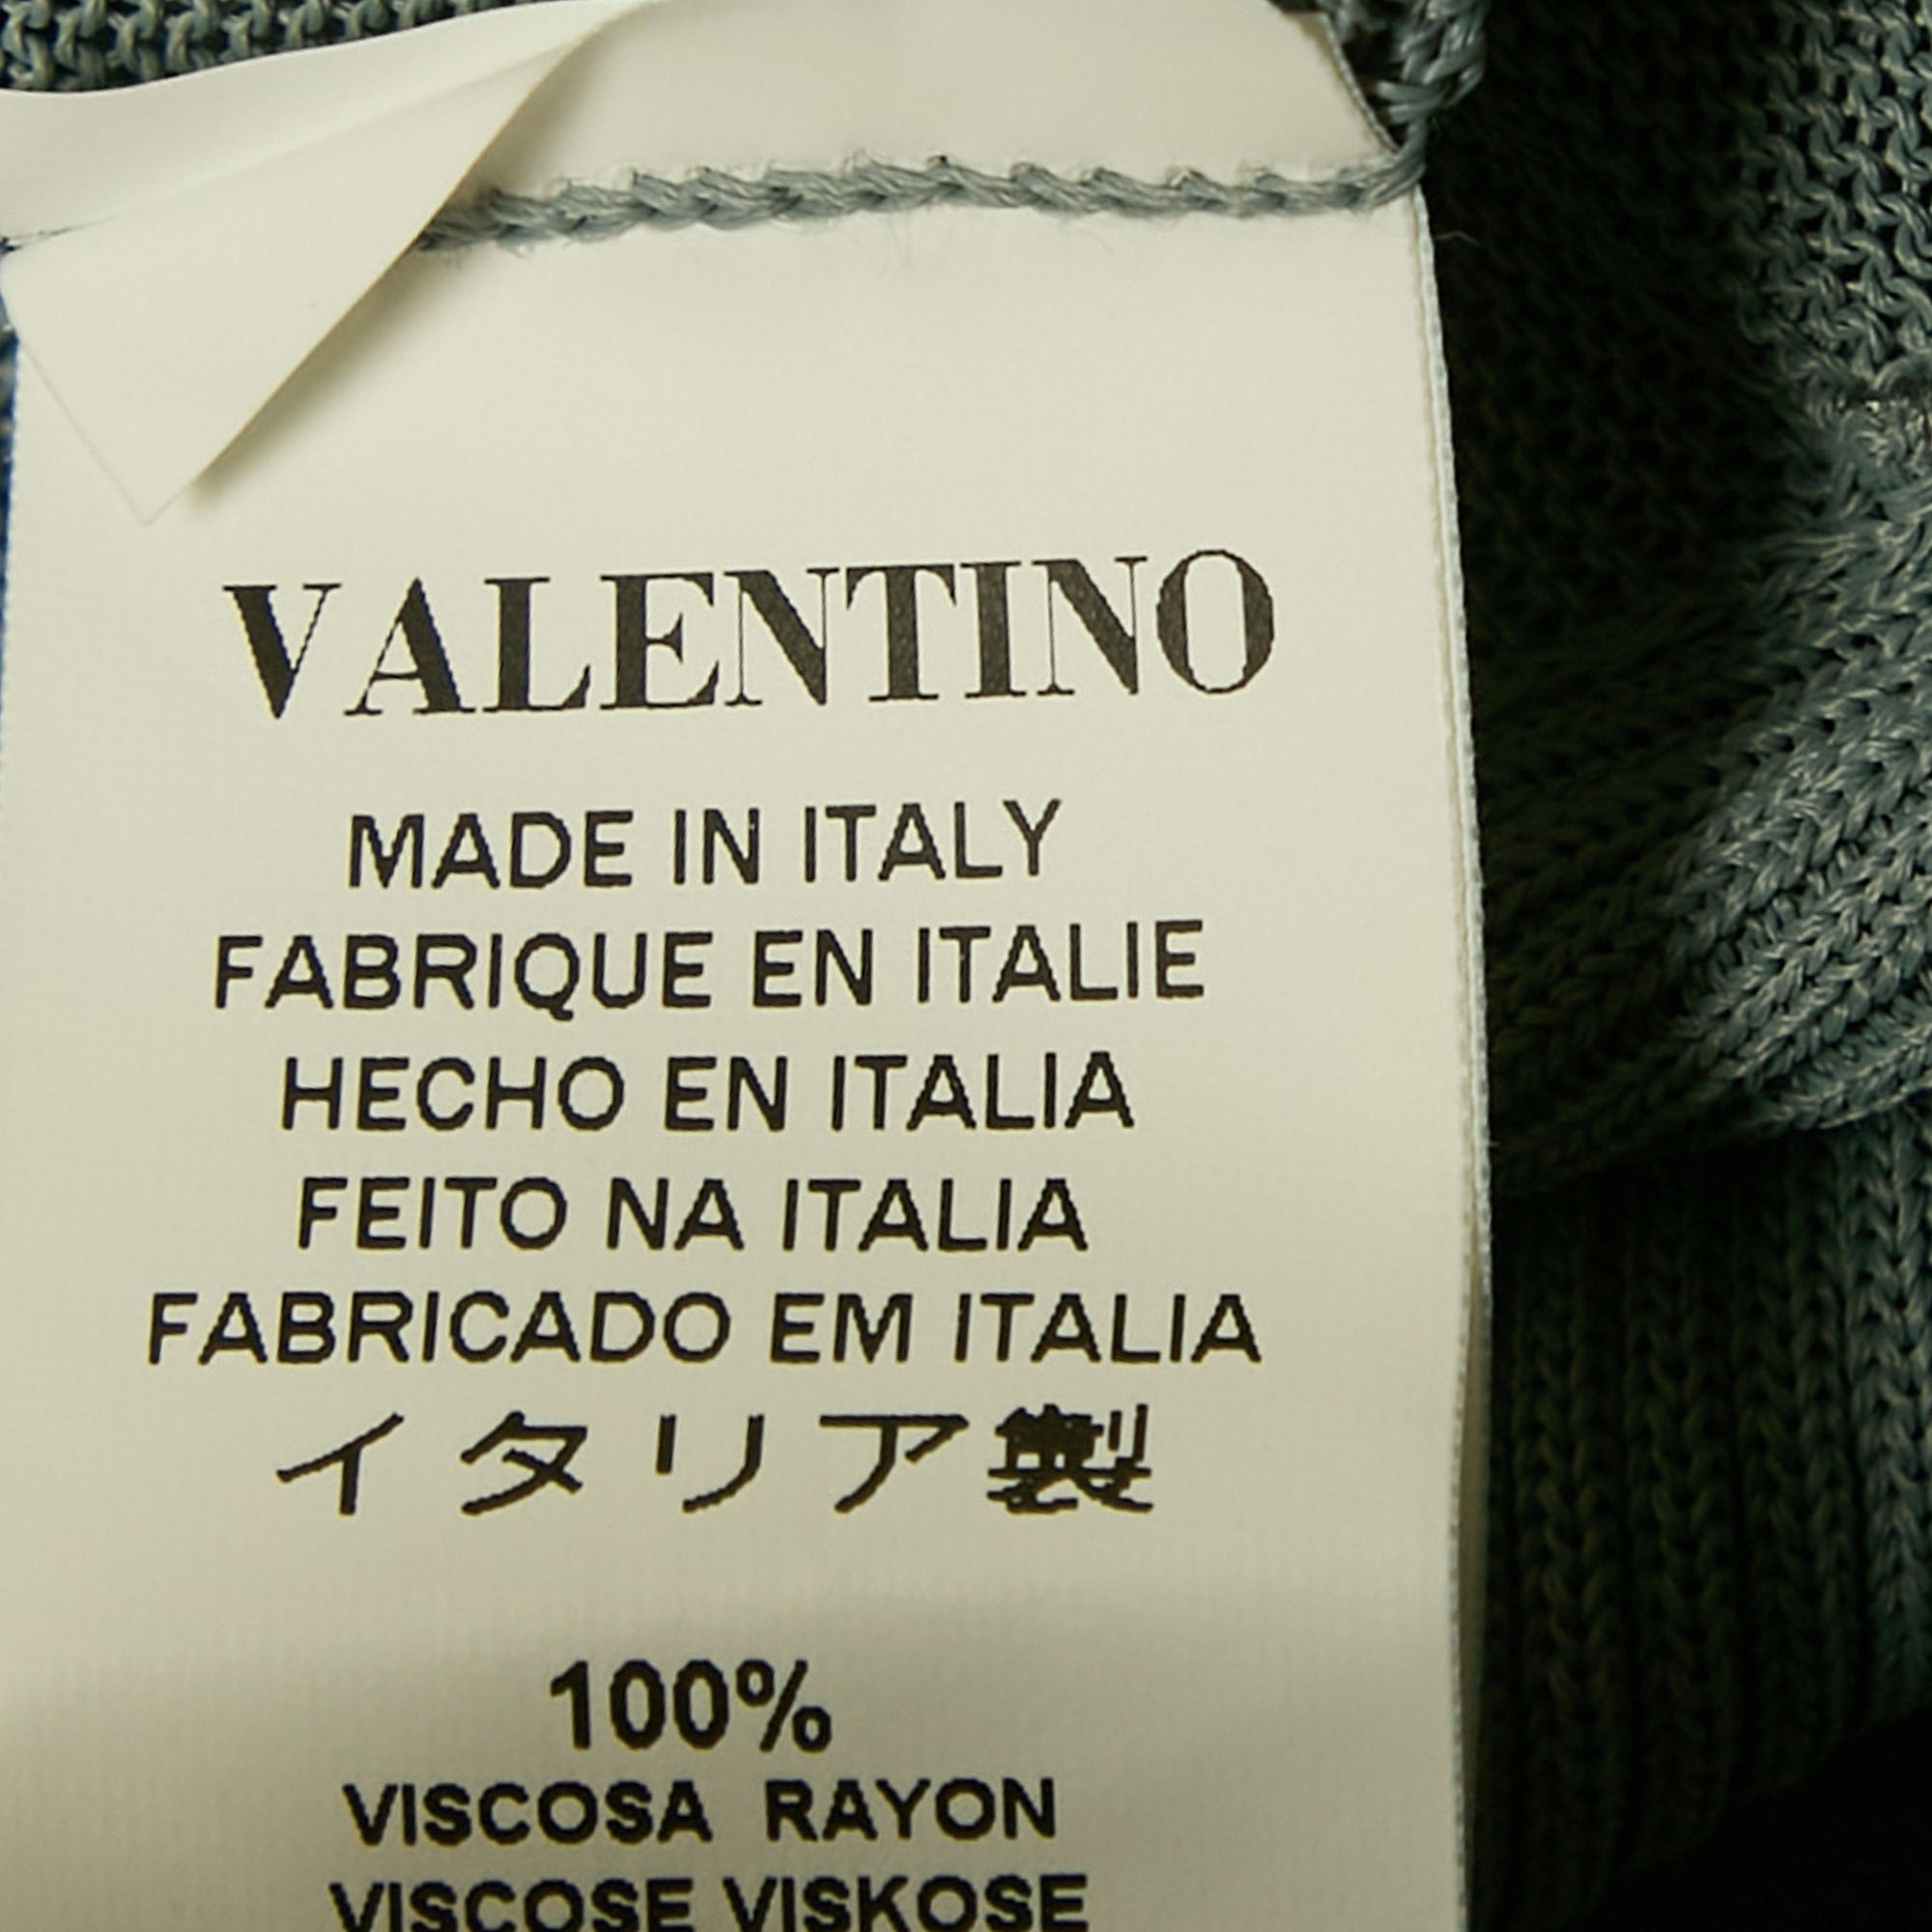 VALENTINO
MADE IN ITALY
FABRIQUE EN ITALIE
HECHO EN ITALIA
FEITO NA ITALIA
FABRICADO EM ITALIA
イタリア製
100%
VISCOSA RAYON
VISCOSE VISKOSE